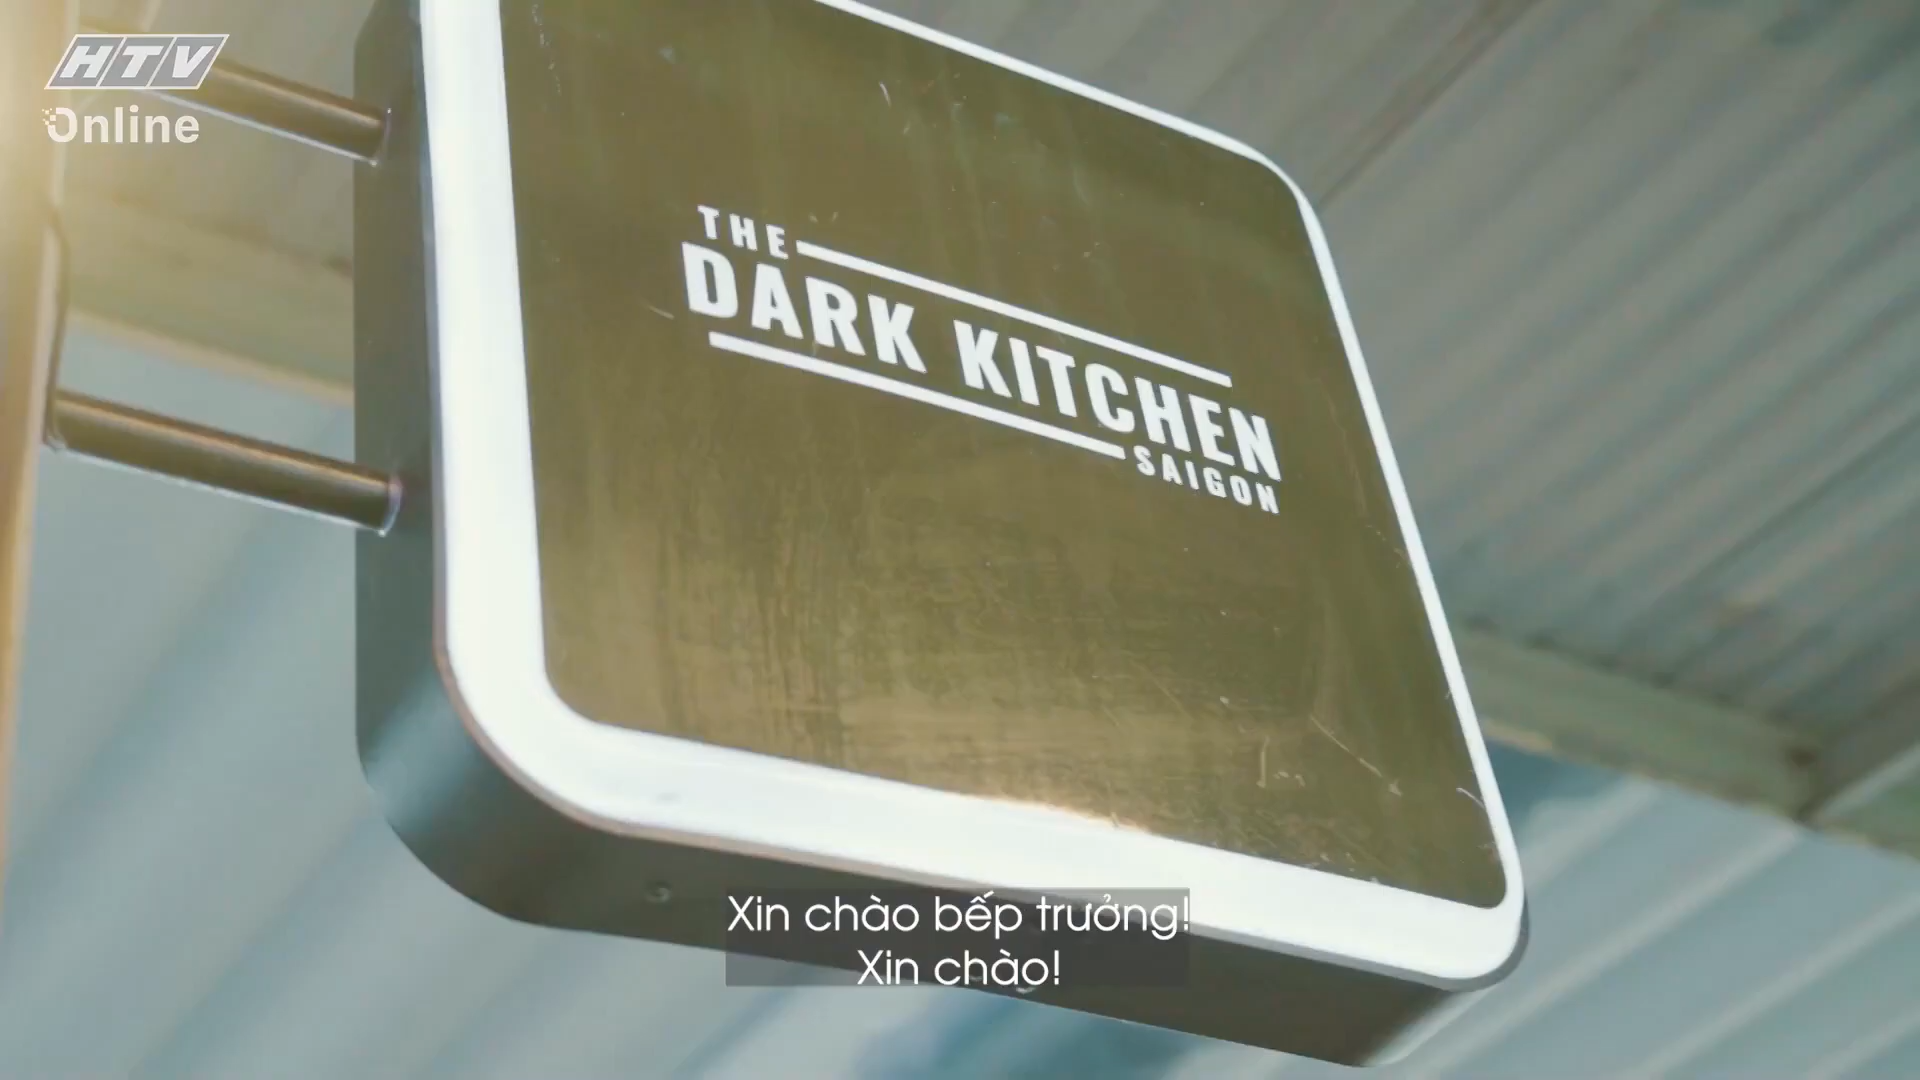 HTV
Online
THE
DARK KITCHEN
SAIGON
Xin chào bếp trưởng!
Xin chào!